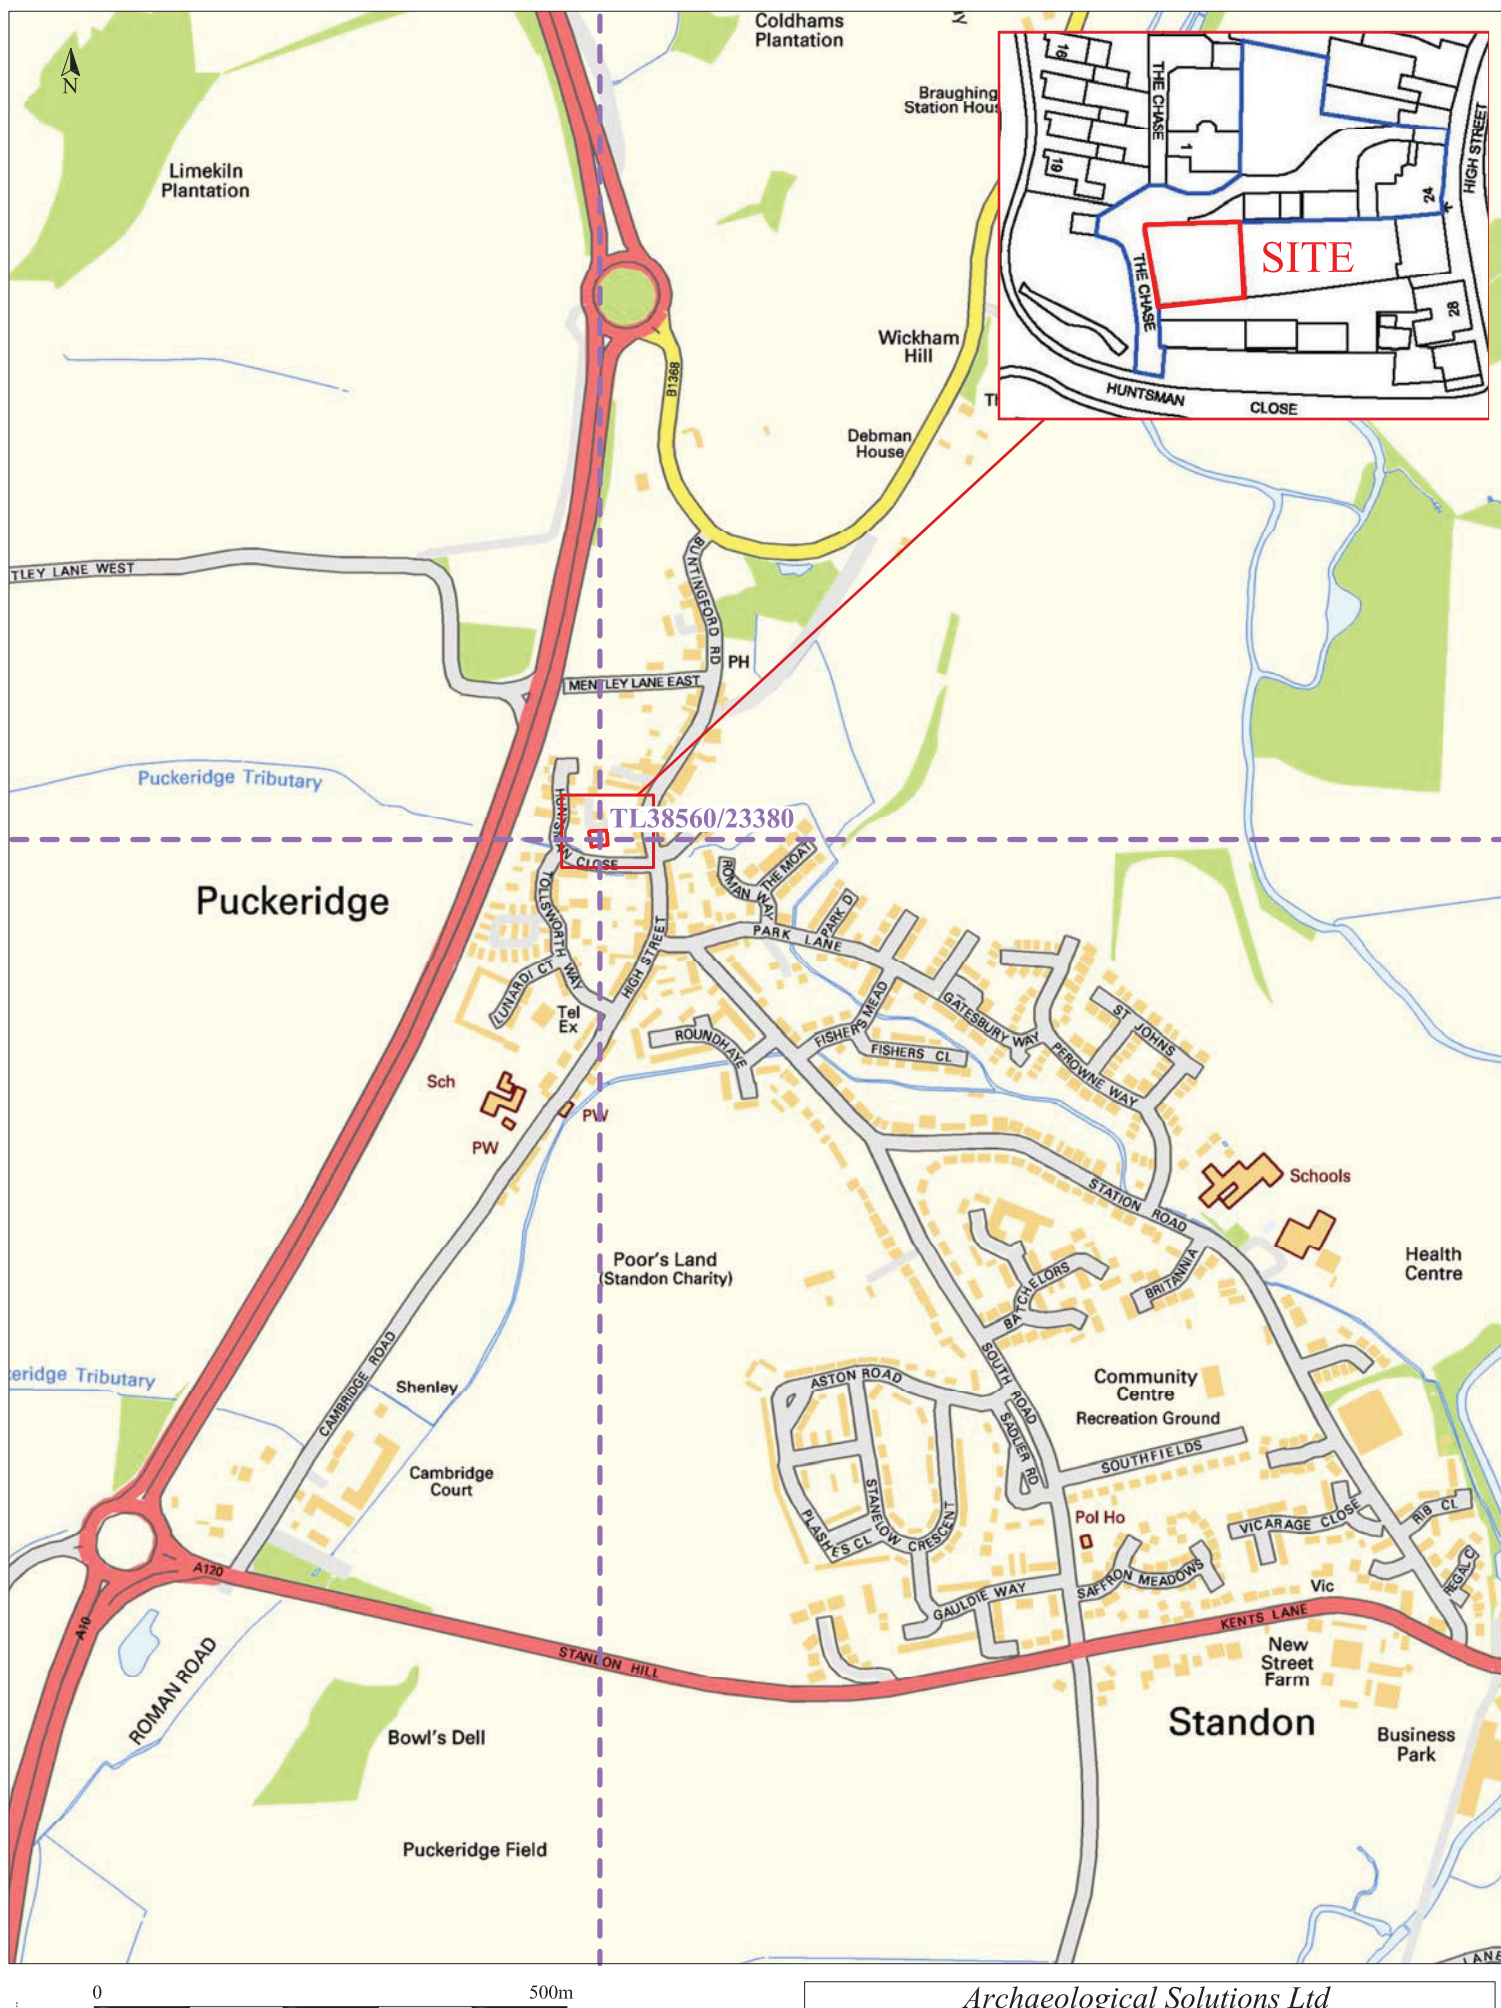 N
Coldhams
Plantation
Limekiln
Plantation
Braughing
Station Hous
16
THE CHASE
1
19
HIGH STREET
24
SITE
THE CHASE
28
HUNTSMAN
CLOSE
Wickham
Hill
B1368
Debman
House
TLEY LANE WEST
BUNTINGFORD RD
PH
MENTLEY LANE EAST
Puckeridge Tributary
TL38560/23380
CLOSE
Puckeridge
ROMAN WAY
THE MOAT
PARK D
PARK LANE
TOLLSWORTH WAY
HIGH STREET
LUNARDI CT
Tel
Ex
ROUNDHAYE
FISHERS MEAD
FISHERS CL
GATESBURY WAY
ST JOHNS
PEROWNE WAY
Sch
PW
PW
Schools
STATION ROAD
Poor's Land
(Standon Charity)
Health
Centre
BATCHELORS
BRITANNIA
CAMBRIDGE ROAD
eridge Tributary
Shenley
SOUTH ROAD
ASTON ROAD
Community
Centre
Recreation Ground
SADLIER RD
SOUTHFIELDS
Cambridge
Court
STANELOW CRESCENT
PLASHES CL
Pol Ho
VICARAGE CLOSE
RIB CL
REGAL C
A120
SAFFRON MEADOWS
Vic
GAULDIE WAY
KENTS LANE
A10
STANDON HILL
New
Street
Farm
ROMAN ROAD
Standon
Bowl's Dell
Business
Park
Puckeridge Field
LANE
0
500m
Archaeological Solutions Ltd